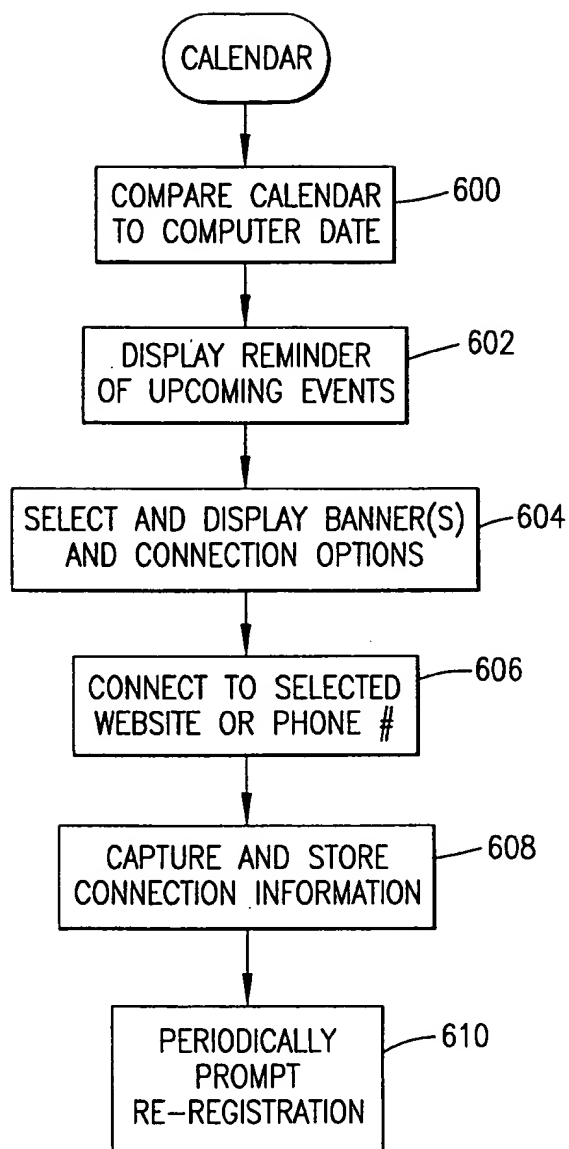 CALENDAR
COMPARE CALENDAR
TO COMPUTER DATE
600
DISPLAY REMINDER
OF UPCOMING EVENTS
602
SELECT AND DISPLAY BANNER(S)
AND CONNECTION OPTIONS
604
CONNECT TO SELECTED
WEBSITE OR PHONE #
606
CAPTURE AND STORE
CONNECTION INFORMATION
608
PERIODICALLY
PROMPT
RE-REGISTRATION
610